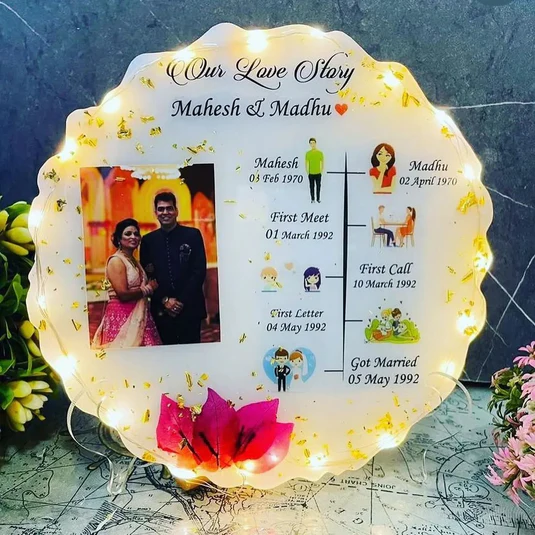 Our Love Story
Mahesh & Madhu
Mahesh
03 Feb 1970
Madhu
02 April 1970
First Meet
01 March 1992
First Call
10 March 1992
First Letter
04 May 1992
Got Married
05 May 1992